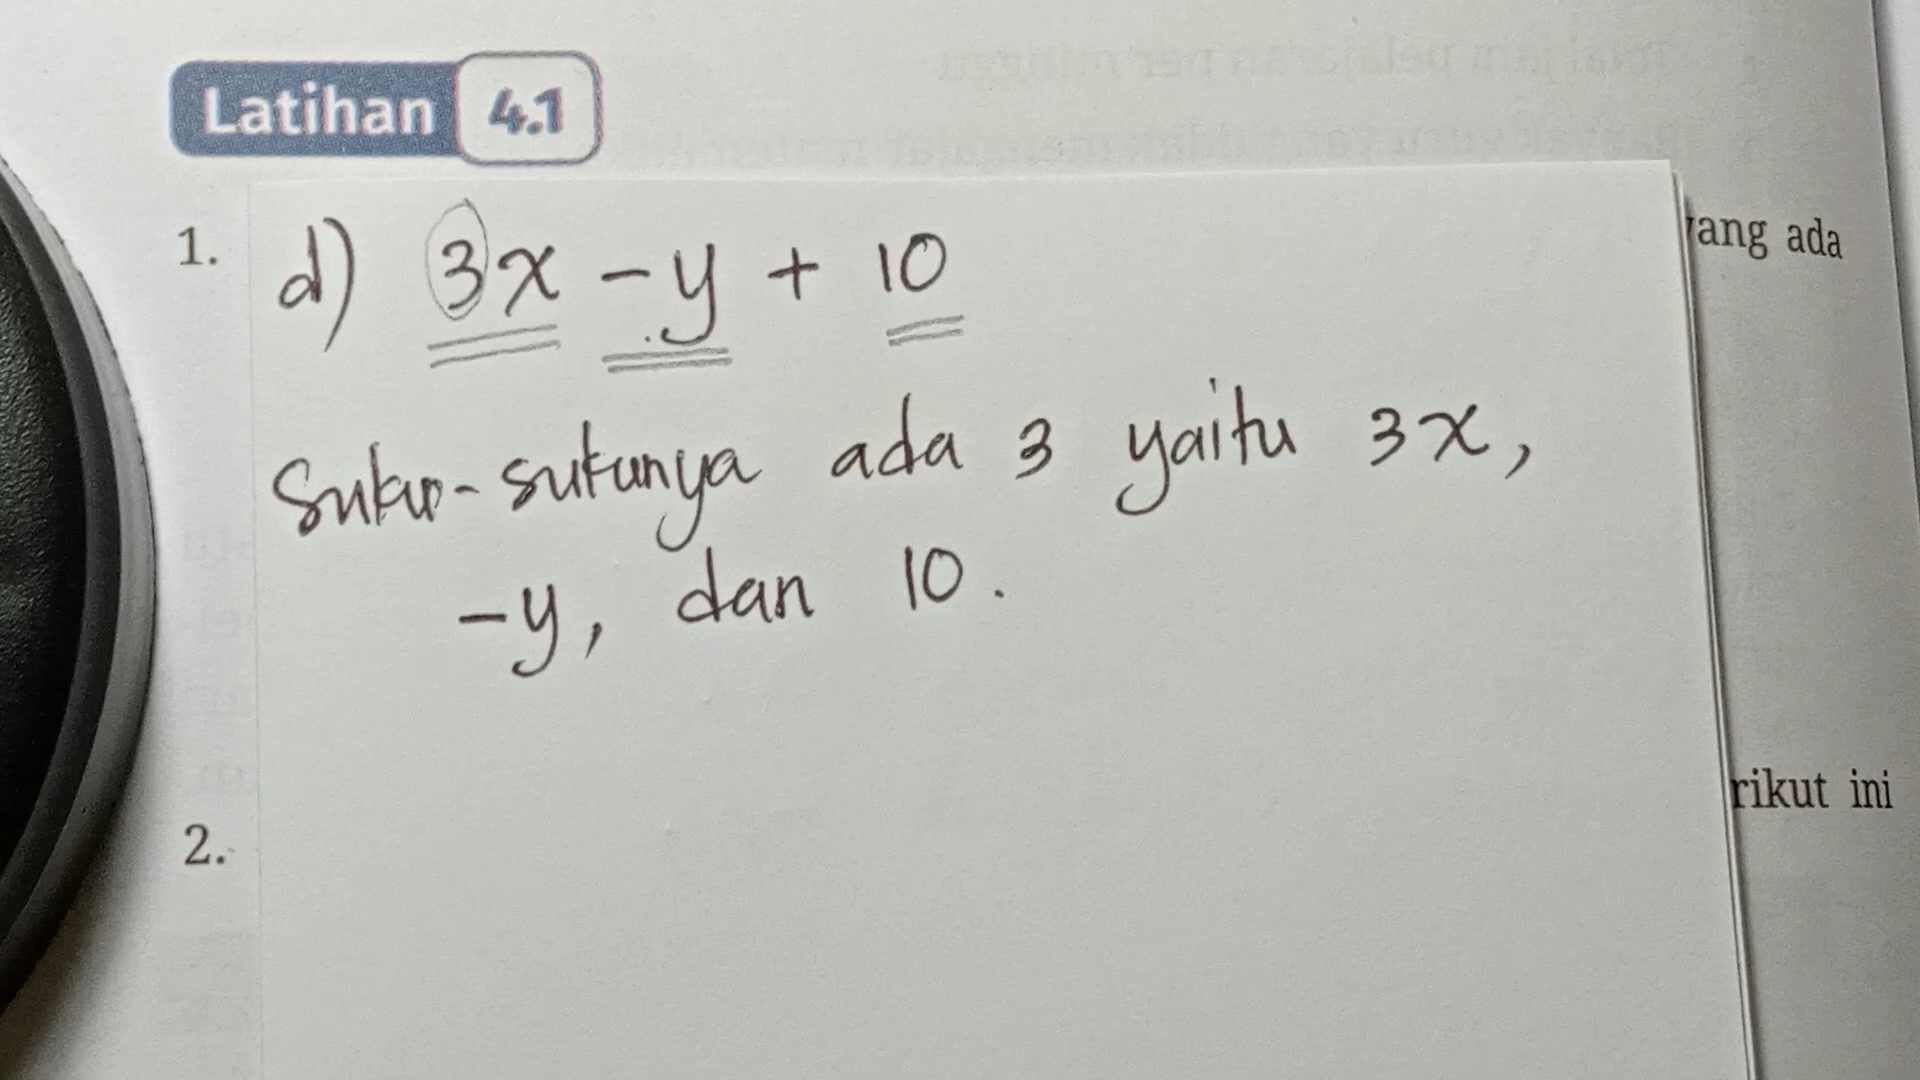 Latihan 4.1
1. d) 3x - y + 10
yang ada
Suku-sukunya ada 3 yaitu 3x,
-y, dan 10.
rikut ini
2.